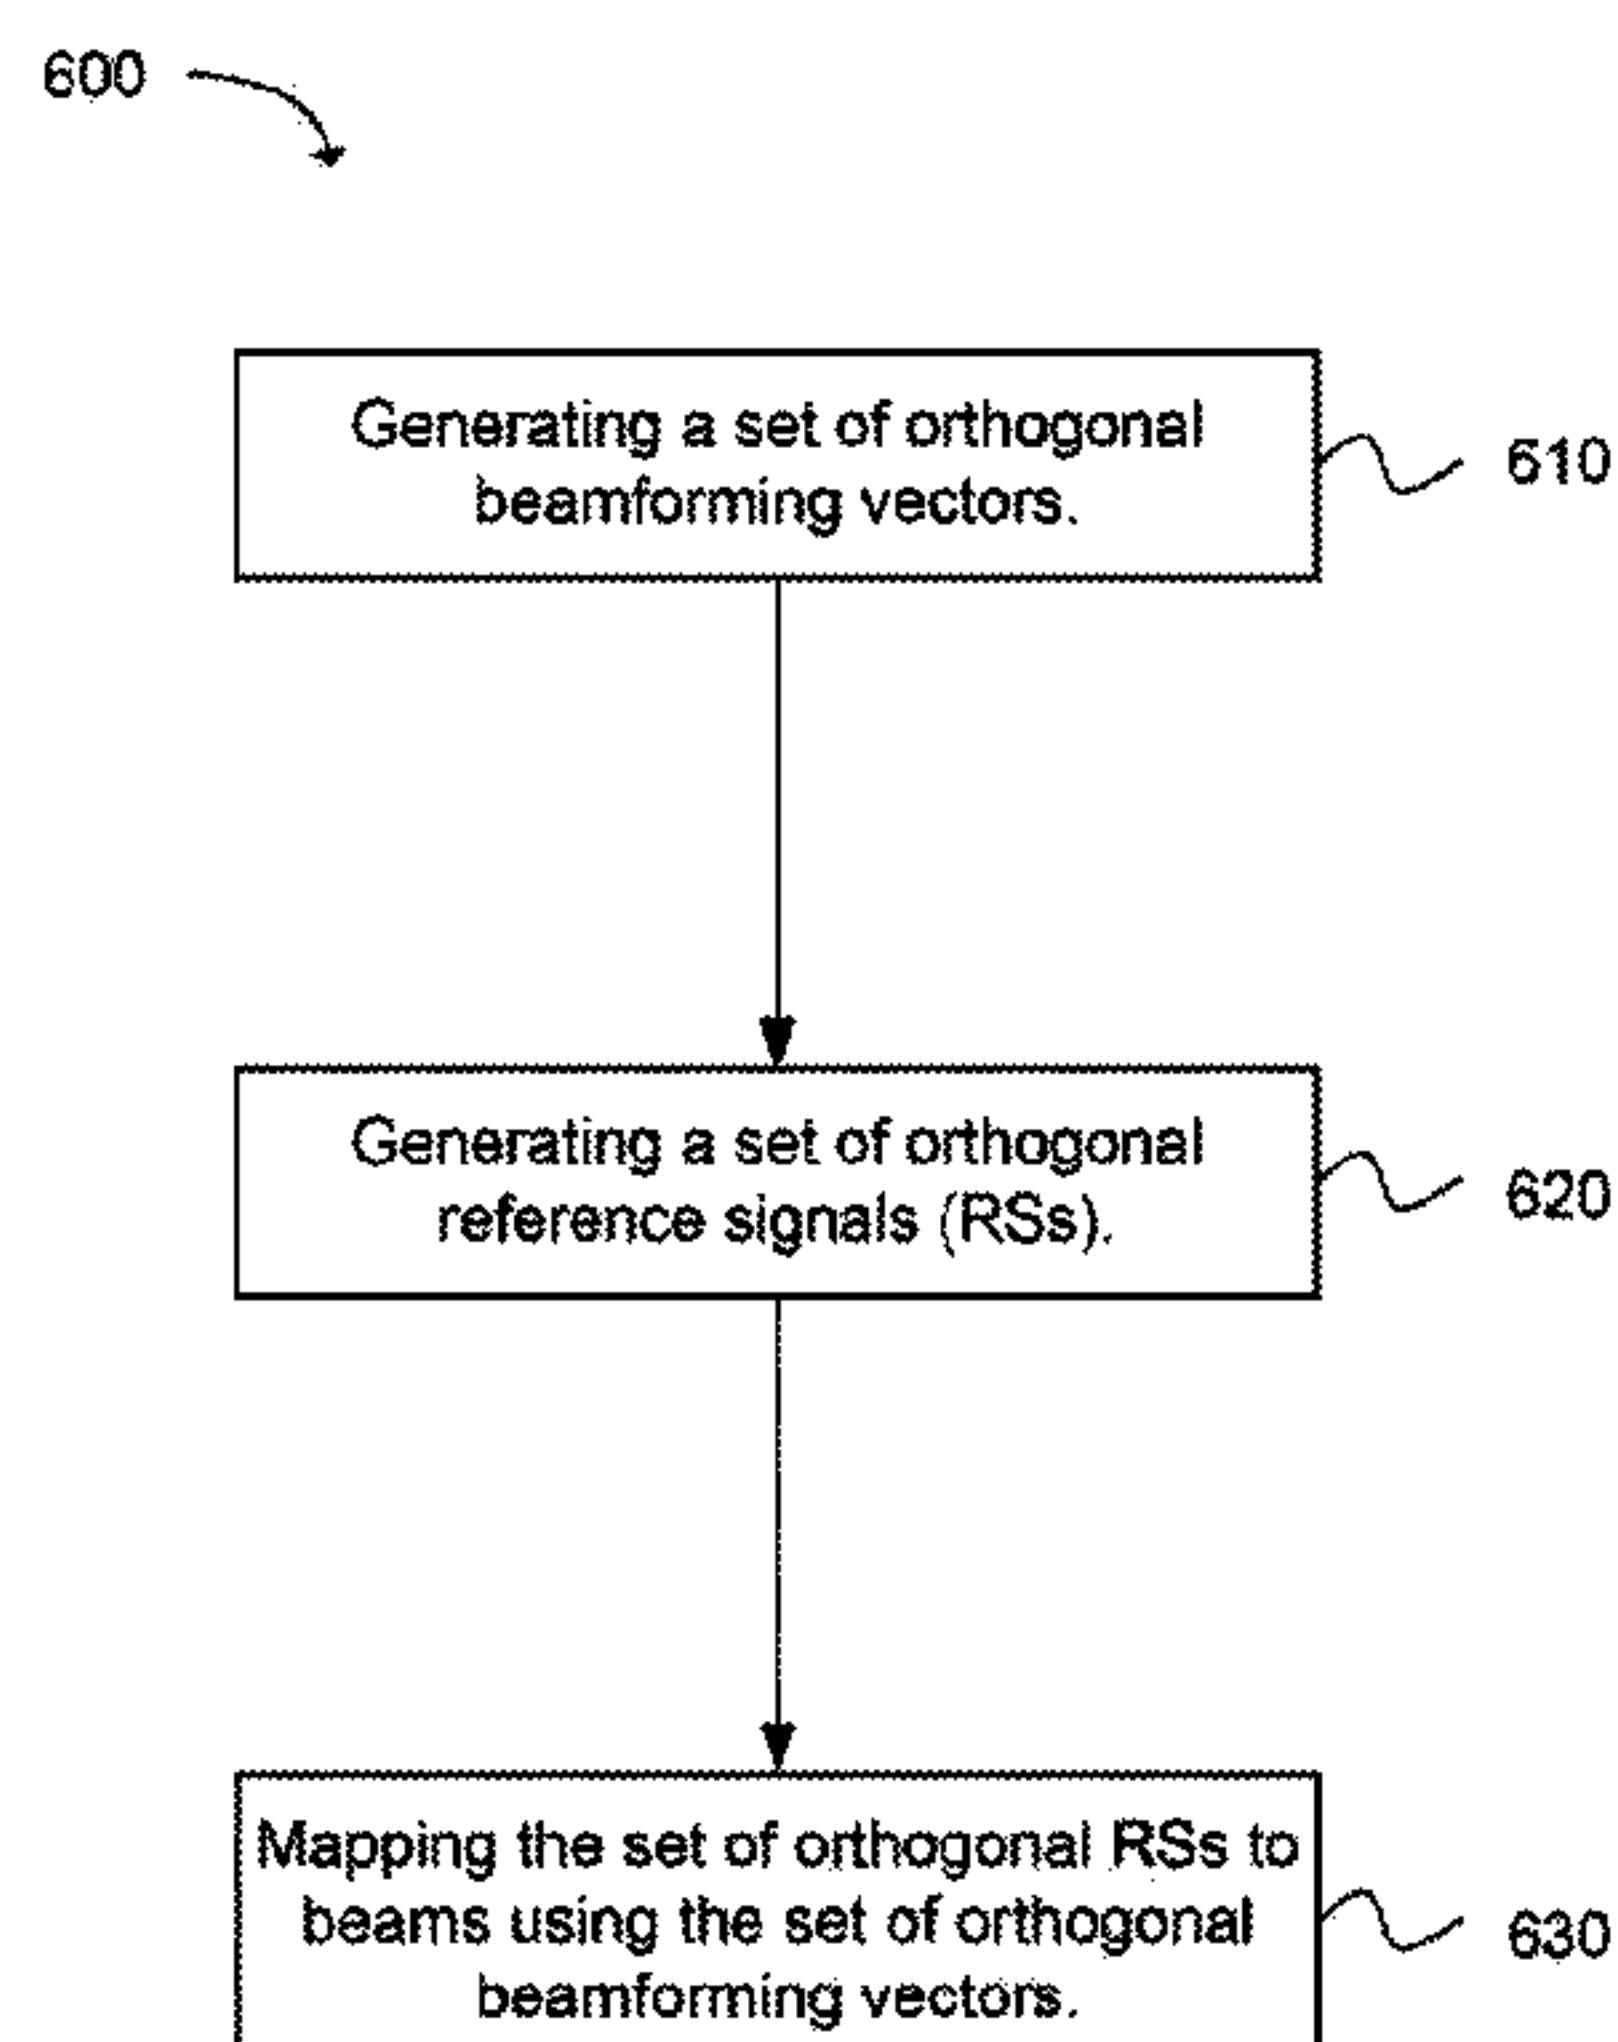 600
Generating a set of orthogonal
beamforming vectors.
610
Generating a set of orthogonal
reference signals (RSs).
620
Mapping the set of orthogonal RSs to
beams using the set of orthogonal
beamforming vectors.
630